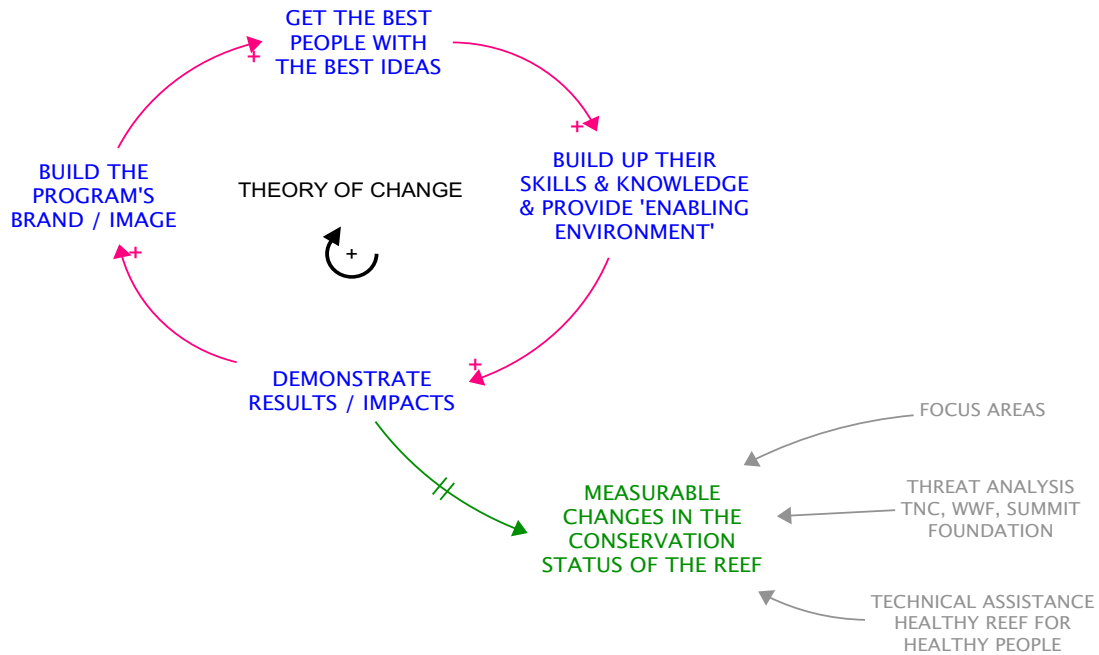 GET THE BEST
PEOPLE WITH
THE BEST IDEAS
+
+
BUILD UP THEIR
SKILLS & KNOWLEDGE
& PROVIDE 'ENABLING
ENVIRONMENT'
BUILD THE
PROGRAM'S
BRAND / IMAGE
THEORY OF CHANGE
+
+
+
DEMONSTRATE
RESULTS / IMPACTS
FOCUS AREAS
MEASURABLE
CHANGES IN THE
CONSERVATION
STATUS OF THE REEF
THREAT ANALYSIS
TNC, WWF, SUMMIT
FOUNDATION
TECHNICAL ASSISTANCE
HEALTHY REEF FOR
HEALTHY PEOPLE